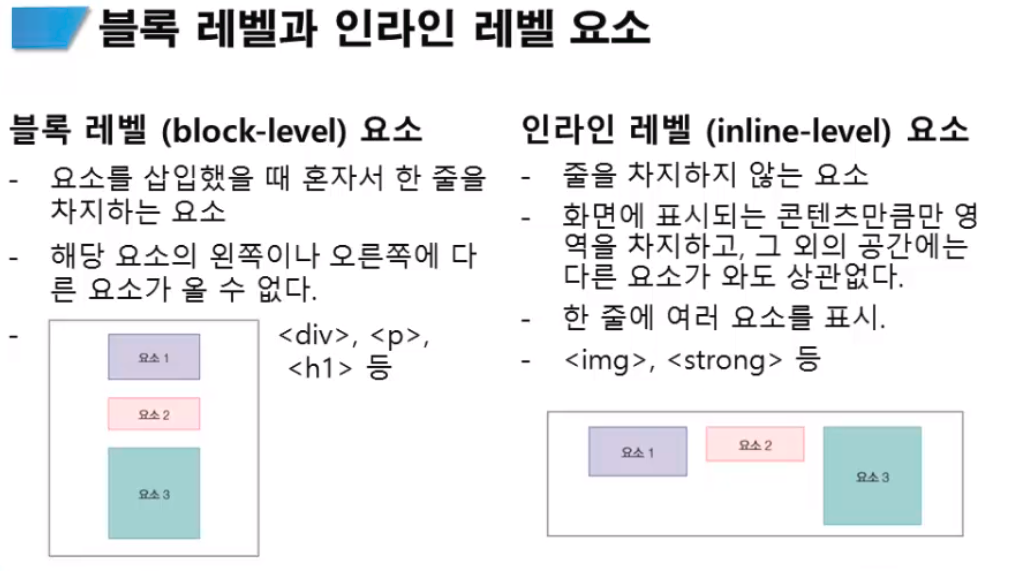 블록 레벨과 인라인 레벨 요소
블록 레벨 (block-level) 요소
- 요소를 삽입했을 때 혼자서 한 줄을
차지하는 요소
- 해당 요소의 왼쪽이나 오른쪽에 다
른 요소가 올 수 없다.
- <div>, <p>,
<h1> 등
요소 1
요소 2
요소 3
인라인 레벨 (inline-level) 요소
- 줄을 차지하지 않는 요소
- 화면에 표시되는 콘텐츠만큼만 영
역을 차지하고, 그 외의 공간에는
다른 요소가 와도 상관없다.
- 한 줄에 여러 요소를 표시.
- <img>, <strong> 등
요소 1
요소 2
요소 3